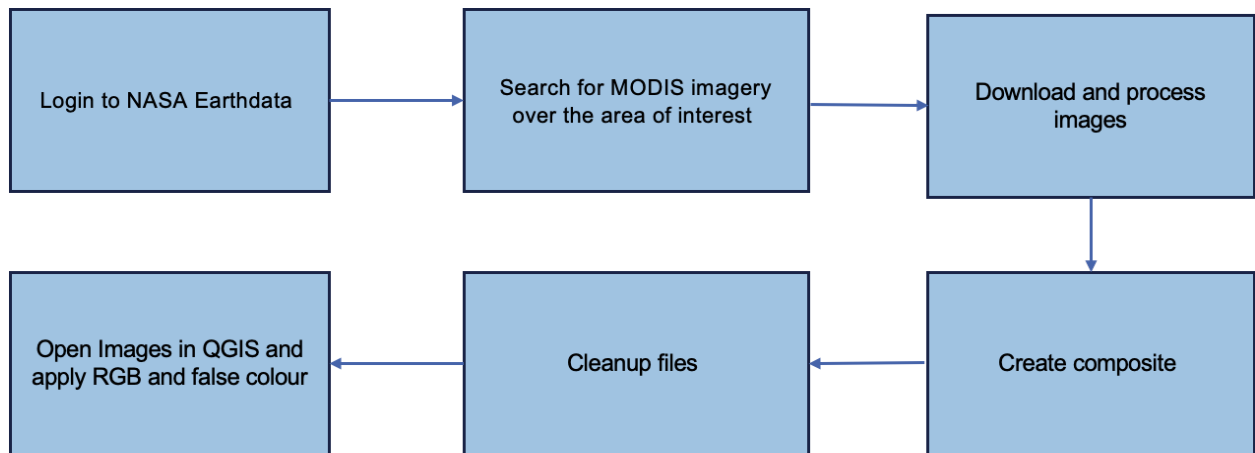 Login to NASA Earthdata
Search for MODIS imagery
over the area of interest
Download and process
images
Create composite
Cleanup files
Open Images in QGIS and
apply RGB and false colour